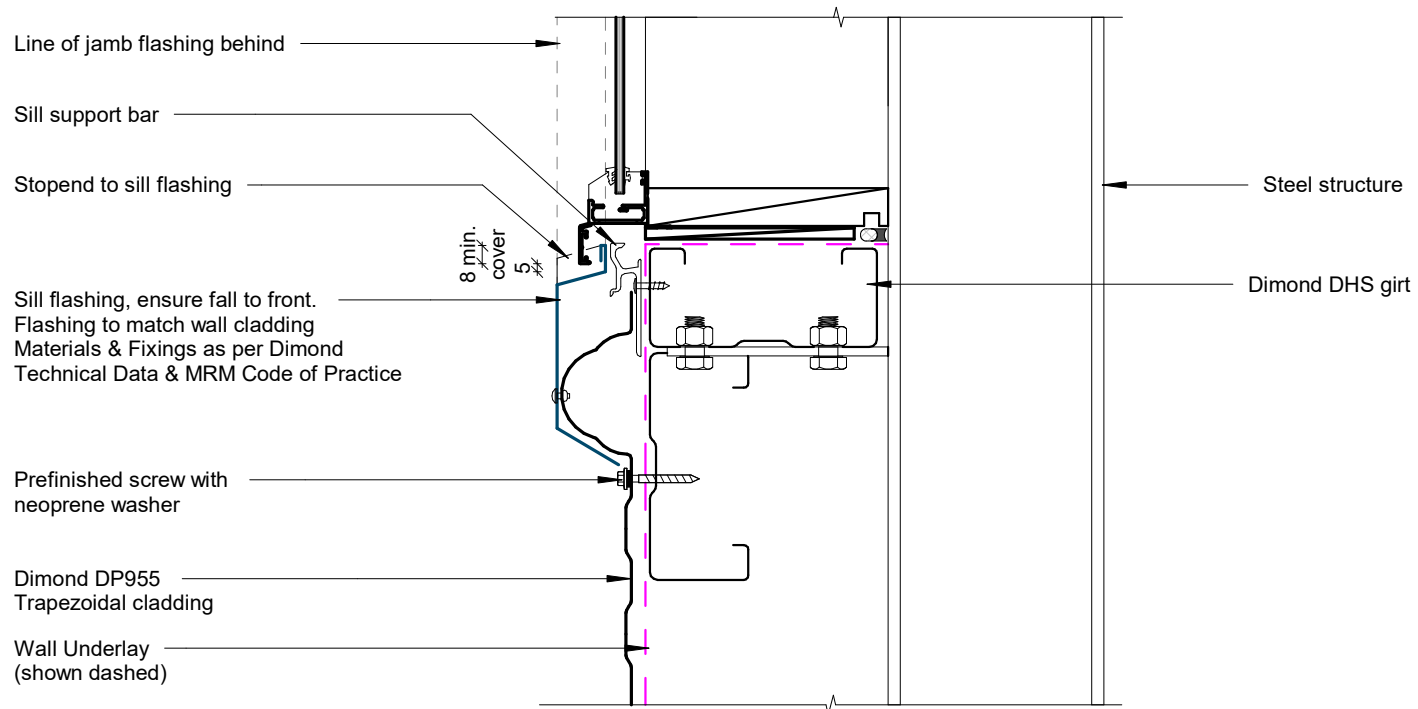 Line of jamb flashing behind
Sill support bar
Stopend to sill flashing
8 min.
cover
5
Sill flashing, ensure fall to front.
Flashing to match wall cladding
Materials & Fixings as per Dimond
Technical Data & MRM Code of Practice
Prefinished screw with
neoprene washer
Dimond DP955
Trapezoidal cladding
Wall Underlay
(shown dashed)
Steel structure
Dimond DHS girt